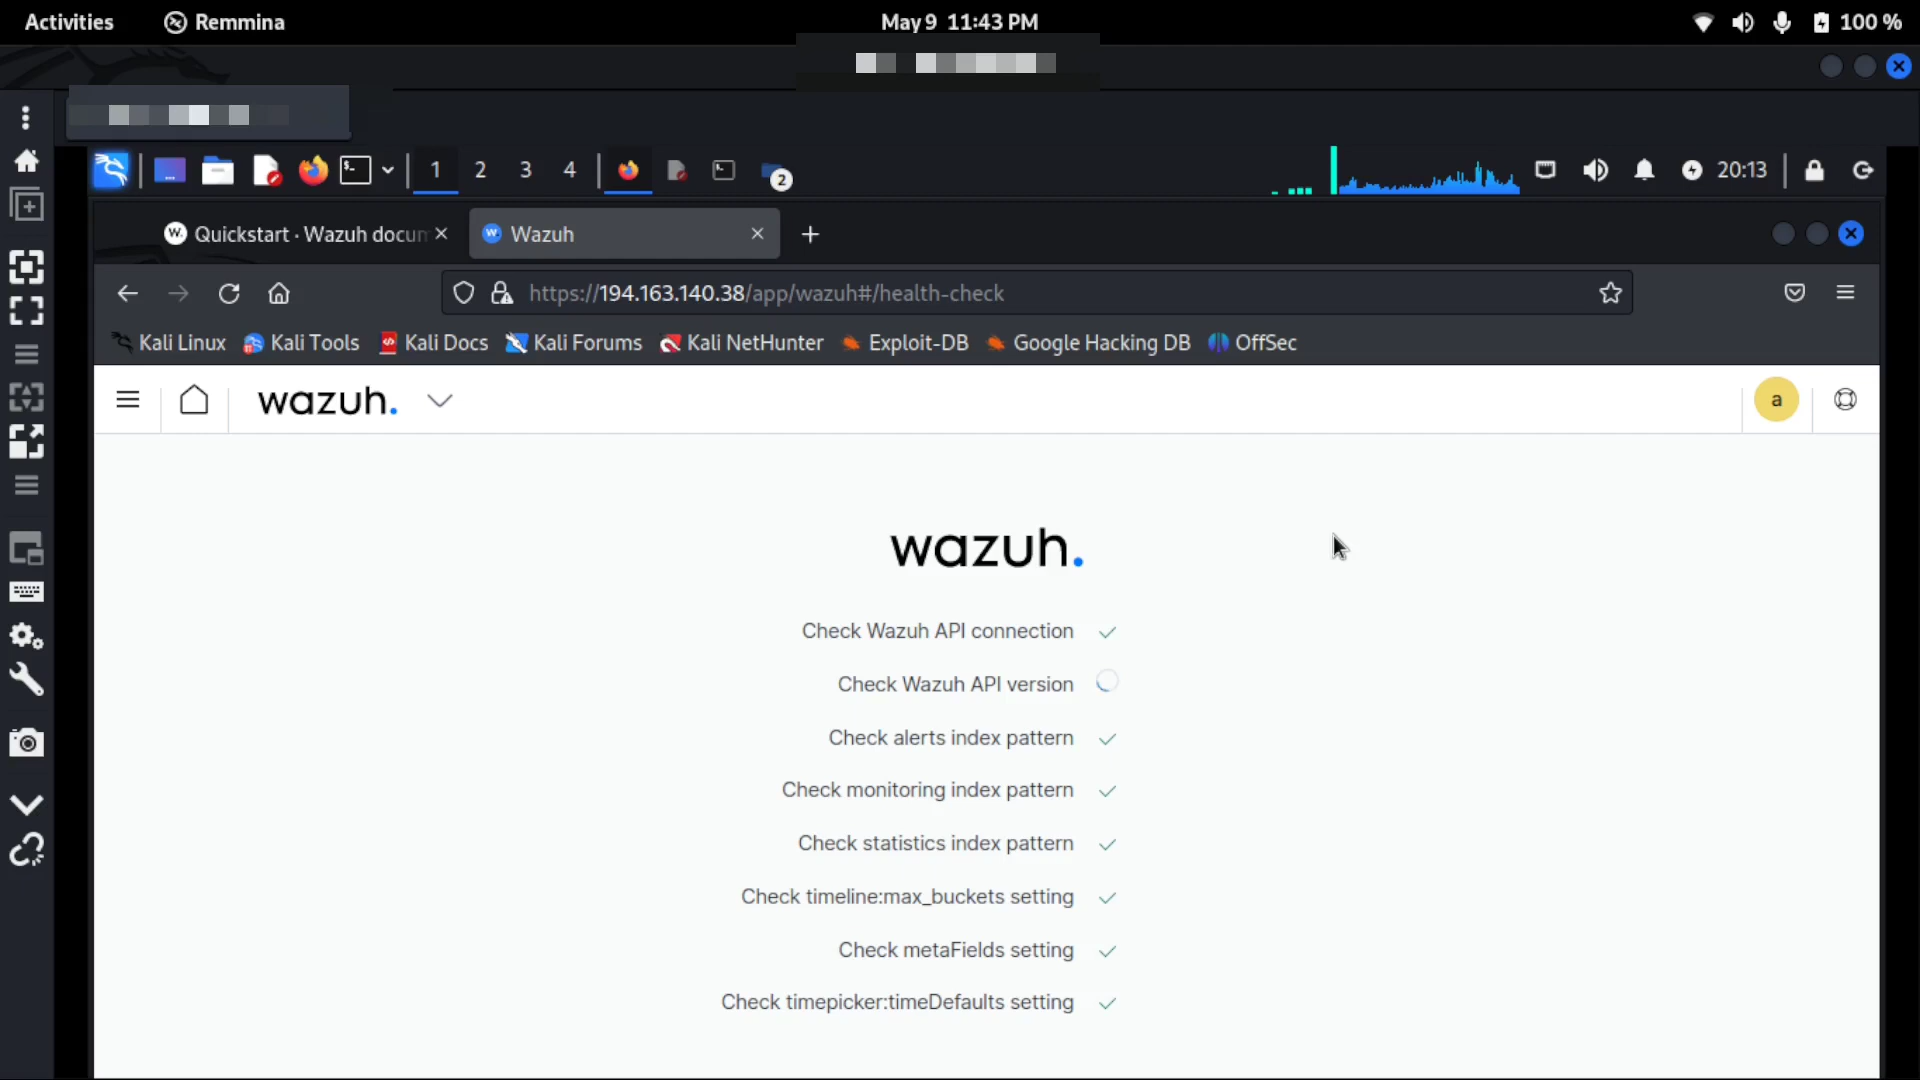 Activities Remmina May 9 11:43 PM 100 %
1 2 3 4 2 20:13
Quickstart · Wazuh docum Wazuh
https://194.163.140.38/app/wazuh#/health-check
Kali Linux Kali Tools Kali Docs Kali Forums Kali NetHunter Exploit-DB Google Hacking DB OffSec
wazuh. a
wazuh.
Check Wazuh API connection
Check Wazuh API version
Check alerts index pattern
Check monitoring index pattern
Check statistics index pattern
Check timeline:max_buckets setting
Check metaFields setting
Check timepicker:timeDefaults setting